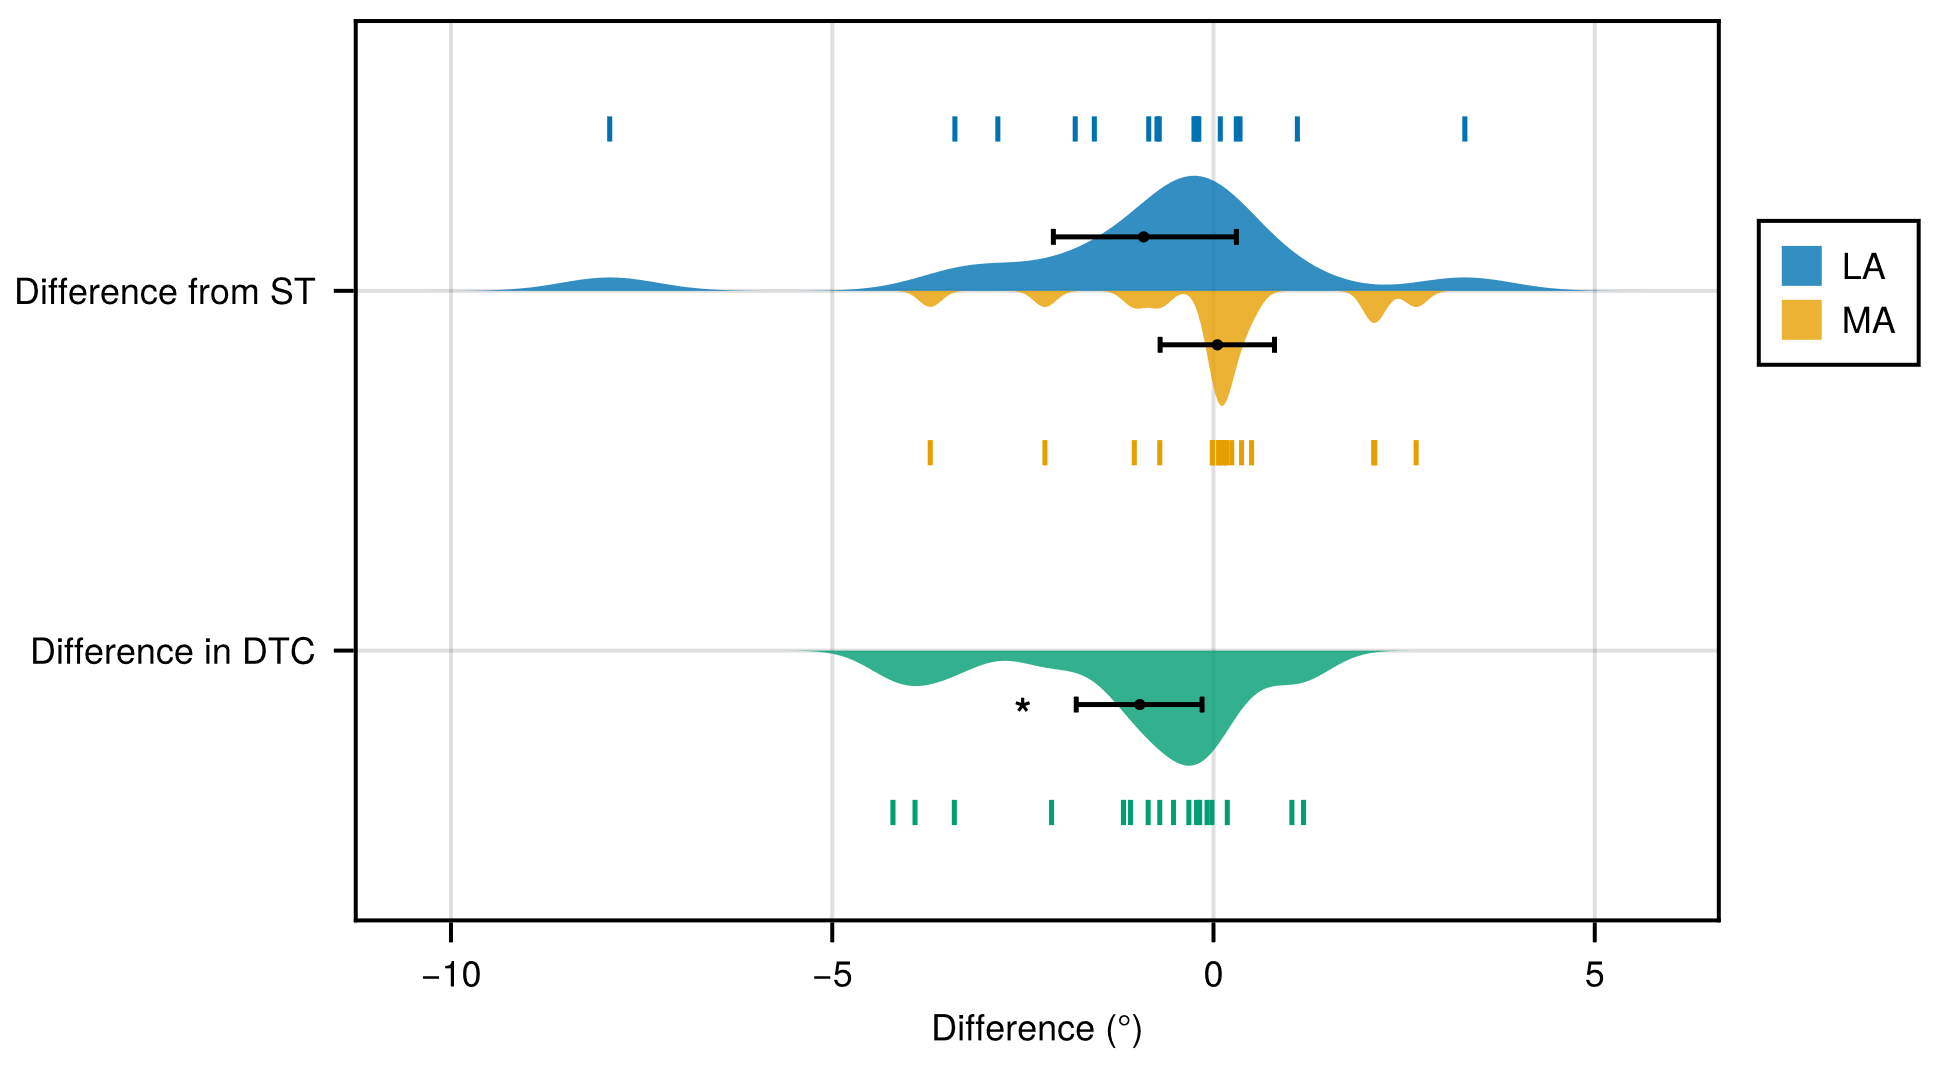 Difference from ST
LA
MA
Difference in DTC
*
−10
−5
0
5
Difference (°)